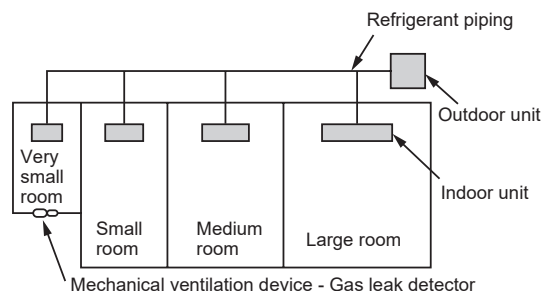 Refrigerant piping
Outdoor unit
Indoor unit
Very
small
room
Small
room
Medium
room
Large room
Mechanical ventilation device - Gas leak detector